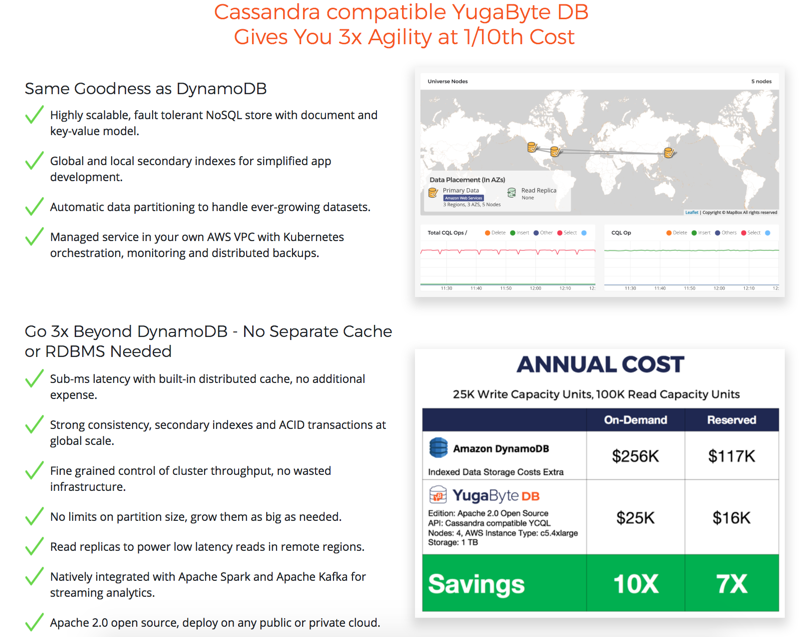 Cassandra compatible YugaByte DB
Gives You 3x Agility at 1/10th Cost
Same Goodness as DynamoDB
Highly scalable, fault tolerant NoSQL store with document and
key-value model.
Global and local secondary indexes for simplified app
development.
Automatic data partitioning to handle ever-growing datasets.
Managed service in your own AWS VPC with Kubernetes
orchestration, monitoring and distributed backups.
Universe Nodes 5 nodes
Data Placement (In AZs)
Primary Data Read Replica
Amazon Web Services None
3 Regions, 3 AZS, 5 Nodes
Leaflet | Copyright © MapBox All rights reserved
Total CQL Ops / Delete Insert Other Select
11:30 11:40 11:50 12:00 12:10 12:
CQL Op Delete Insert Others Select
11:30 11:40 11:50 12:00 12:10 12:
Go 3x Beyond DynamoDB - No Separate Cache
or RDBMS Needed
Sub-ms latency with built-in distributed cache, no additional
expense.
Strong consistency, secondary indexes and ACID transactions at
global scale.
Fine grained control of cluster throughput, no wasted
infrastructure.
No limits on partition size, grow them as big as needed.
Read replicas to power low latency reads in remote regions.
Natively integrated with Apache Spark and Apache Kafka for
streaming analytics.
Apache 2.0 open source, deploy on any public or private cloud.
ANNUAL COST
25K Write Capacity Units, 100K Read Capacity Units
On-Demand Reserved
Amazon DynamoDB
Indexed Data Storage Costs Extra
$256K $117K
YugaByte DB
Edition: Apache 2.0 Open Source
API: Cassandra compatible YCQL
Nodes: 4, AWS Instance Type: c5.4xlarge
Storage: 1 TB
$25K $16K
Savings 10X 7X